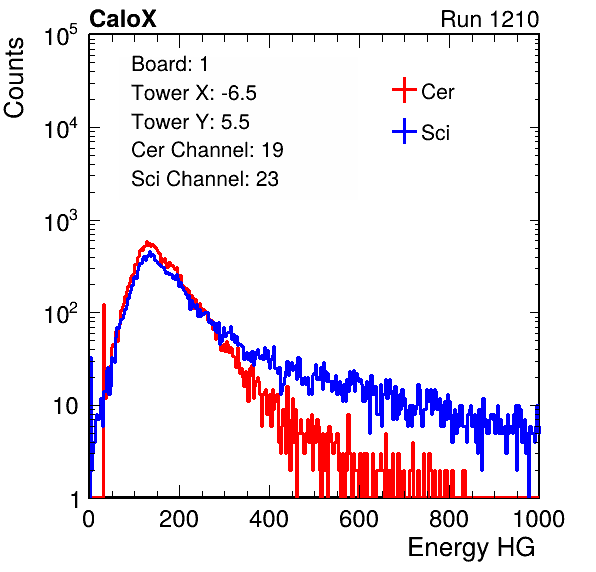 CaloX Run 1210
Counts
Board: 1
Tower X: -6.5
Tower Y: 5.5
Cer Channel: 19
Sci Channel: 23
Cer
Sci
10^5
10^4
10^3
10^2
10
1
0 200 400 600 800 1000
Energy HG